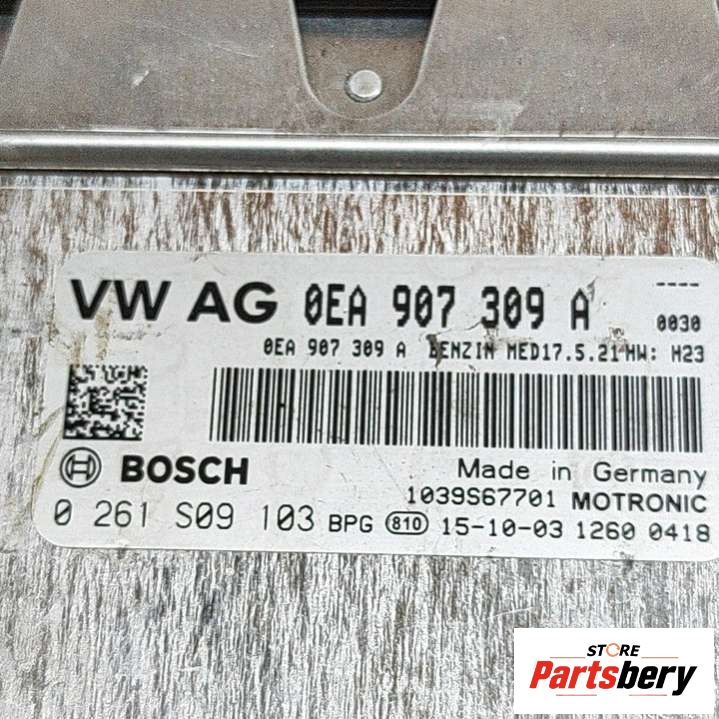 VW AG 0EA 907 309 A ----
0030
0EA 907 309 A BENZIN MED17.5.21 HW: H23
BOSCH
Made in Germany
1039S67701 MOTRONIC
0 261 S09 103 BPG 810 15-10-03 1260 0418
STORE
Partsbery